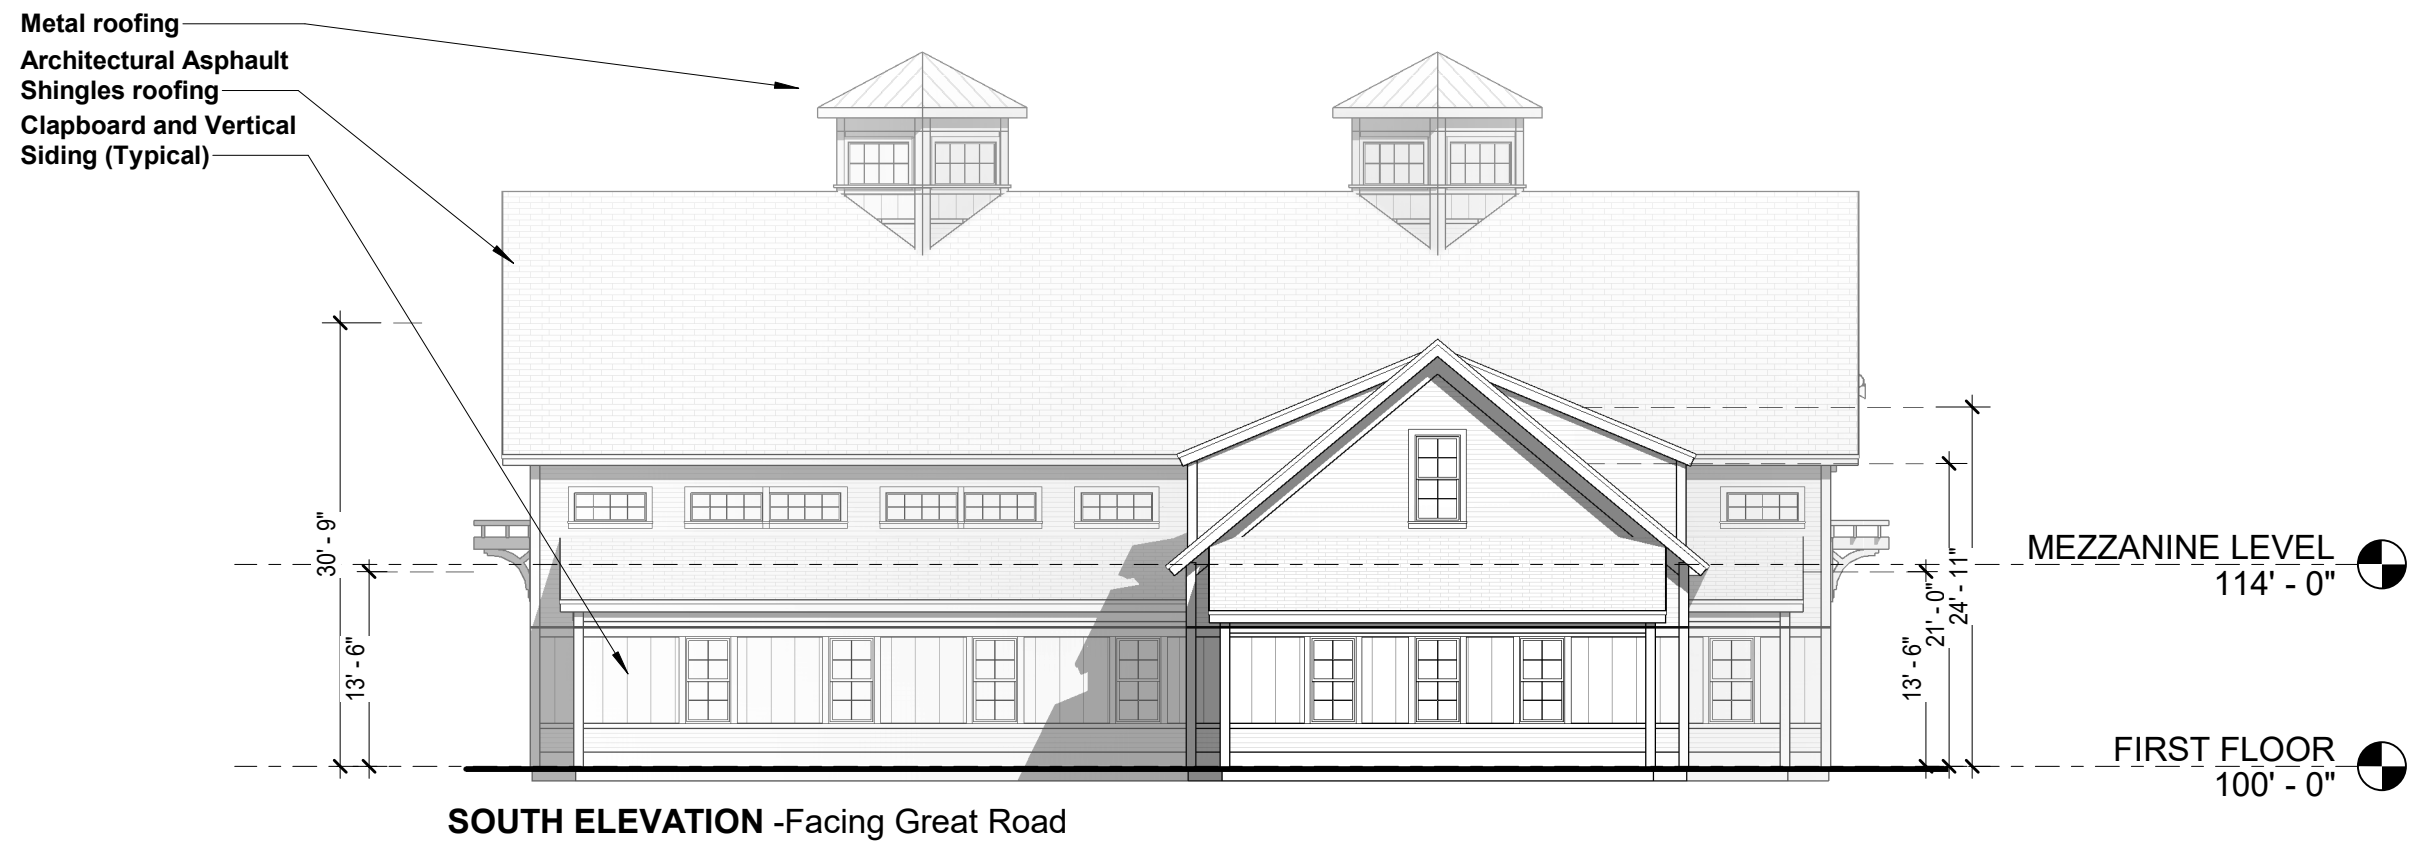 Metal roofing
Architectural Asphault
Shingles roofing
Clapboard and Vertical
Siding (Typical)
30' - 9"
13' - 6"
13' - 6"
21' - 0"
24' - 11"
MEZZANINE LEVEL
114' - 0"
FIRST FLOOR
100' - 0"
SOUTH ELEVATION -Facing Great Road